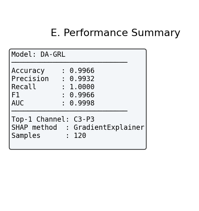 E. Performance Summary
Model: DA-GRL
Accuracy : 0.9966
Precision : 0.9932
Recall : 1.0000
F1 : 0.9966
AUC : 0.9998
Top-1 Channel: C3-P3
SHAP method : GradientExplainer
Samples : 120